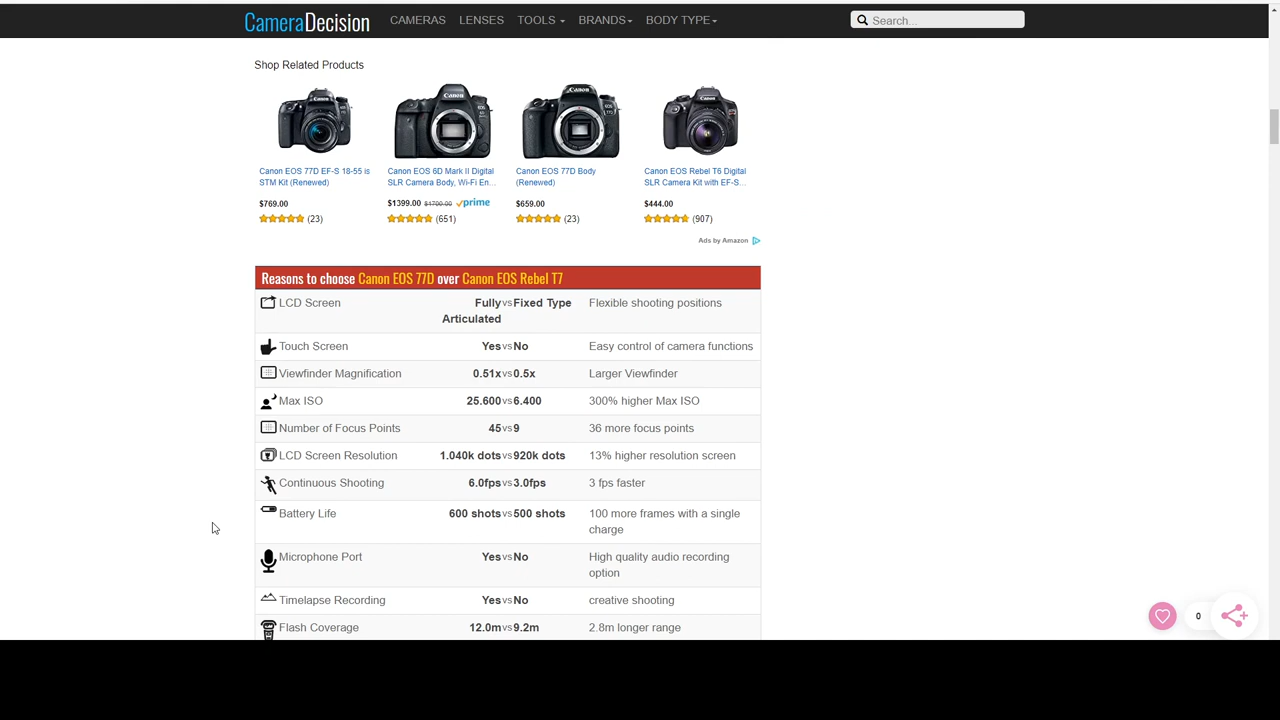 CameraDecision CAMERAS LENSES TOOLS BRANDS BODY TYPE Search...
Shop Related Products
Canon EOS 77D EF-S 18-55 is
STM Kit (Renewed)
$769.00
(23)
Canon EOS 6D Mark II Digital
SLR Camera Body, Wi-Fi En...
$1399.00 $1799.00 prime
(651)
Canon EOS 77D Body
(Renewed)
$659.00
(23)
Canon EOS Rebel T6 Digital
SLR Camera Kit with EF-S...
$444.00
(907)
Ads by Amazon
Reasons to choose Canon EOS 77D over Canon EOS Rebel T7
LCD Screen Fully vs Fixed Type Flexible shooting positions
Articulated
Touch Screen Yes vs No Easy control of camera functions
Viewfinder Magnification 0.51x vs 0.5x Larger Viewfinder
Max ISO 25.600 vs 6.400 300% higher Max ISO
Number of Focus Points 45 vs 9 36 more focus points
LCD Screen Resolution 1.040k dots vs 920k dots 13% higher resolution screen
Continuous Shooting 6.0fps vs 3.0fps 3 fps faster
Battery Life 600 shots vs 500 shots 100 more frames with a single
charge
Microphone Port Yes vs No High quality audio recording
option
Timelapse Recording Yes vs No creative shooting
0
Flash Coverage 12.0m vs 9.2m 2.8m longer range